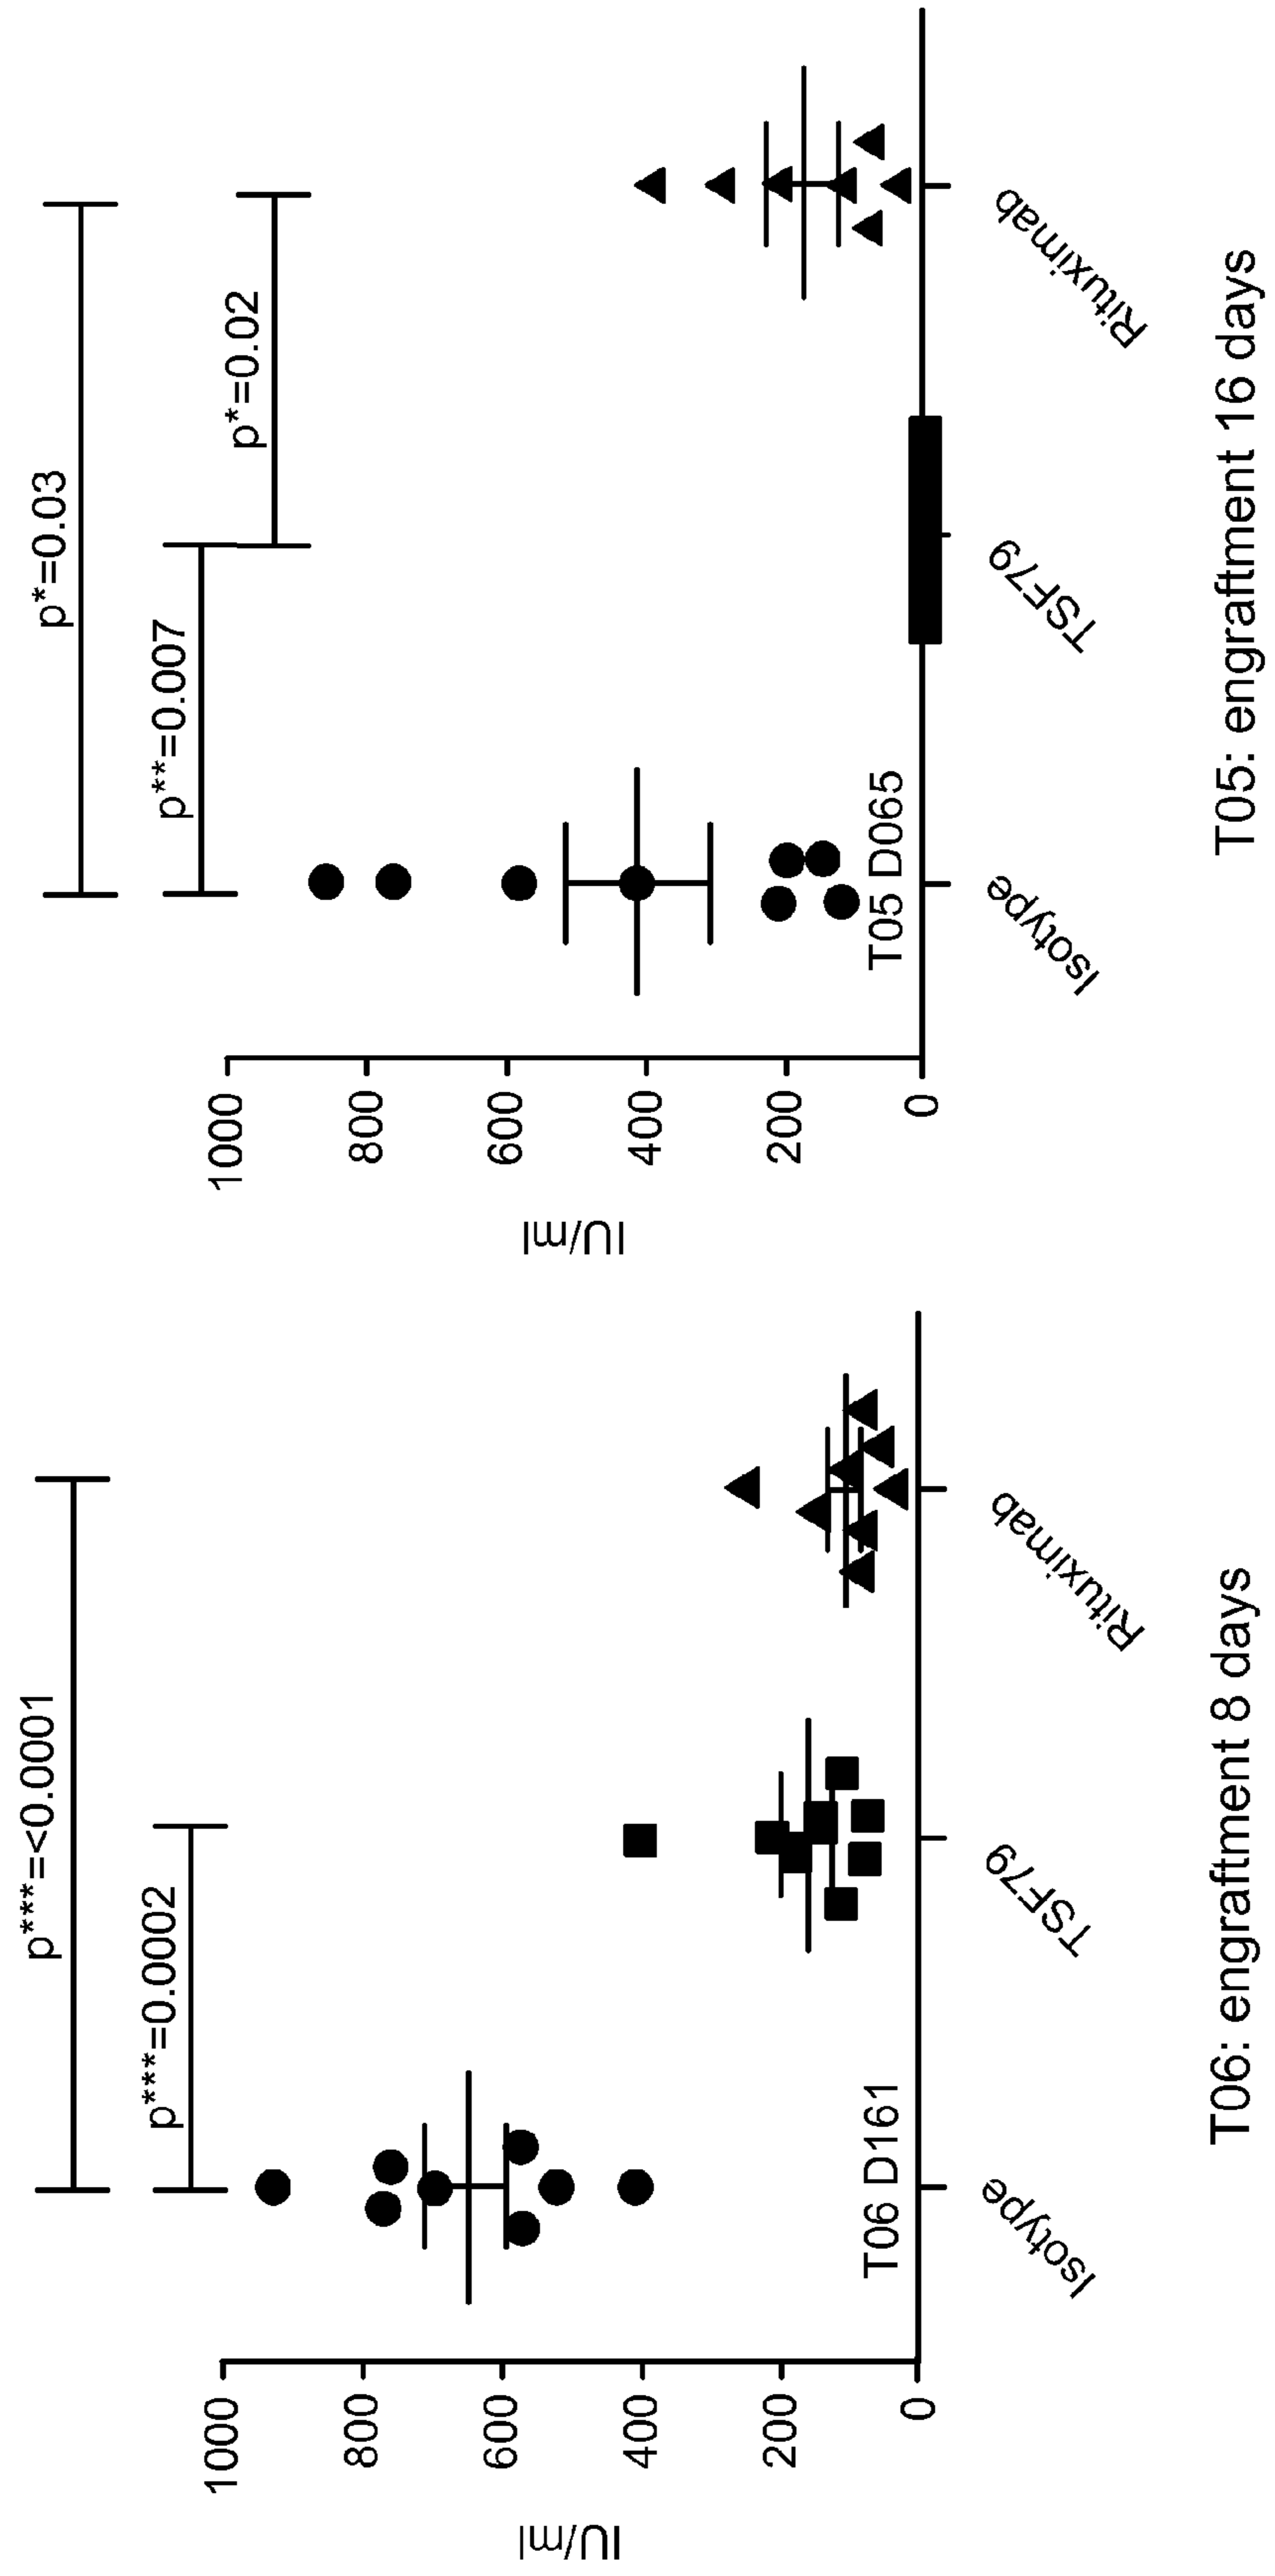 p***=<0.0001
p***=0.0002
1000
800
600
400
200
0
IU/ml
T06 D161
Isotype
TSF79
Rituximab
T06: engraftment 8 days
p*=0.03
p**=0.007
p*=0.02
1000
800
600
400
200
0
IU/ml
T05 D065
Isotype
TSF79
Rituximab
T05: engraftment 16 days